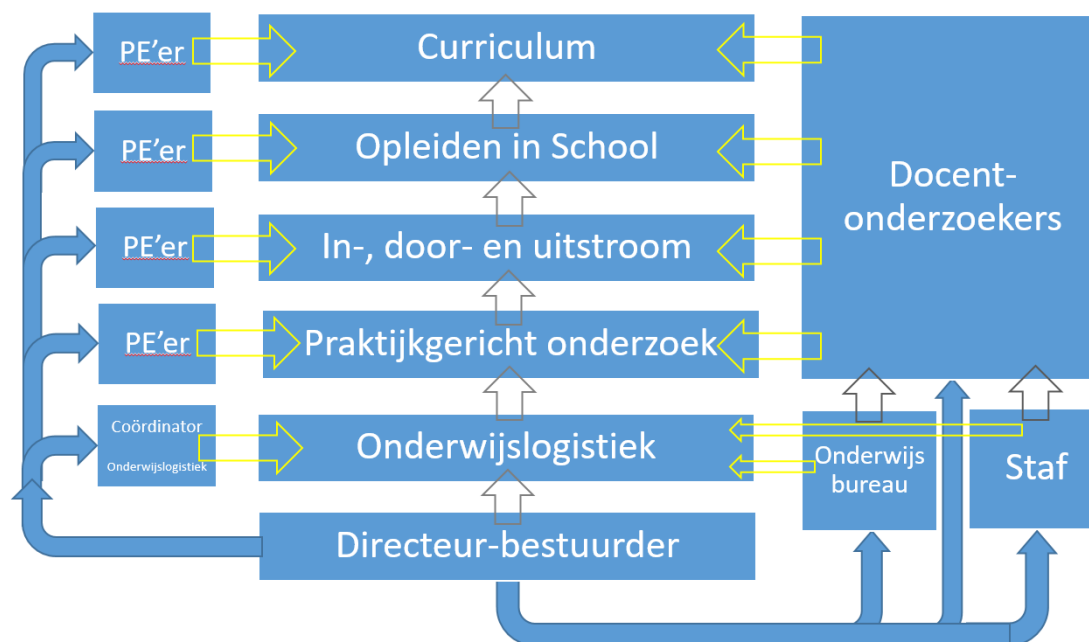 PE’er
Curriculum
PE’er
Opleiden in School
Docent-
onderzoekers
PE’er
In-, door- en uitstroom
PE’er
Praktijkgericht onderzoek
Coördinator
Onderwijslogistiek
Onderwijslogistiek
Onderwijs
bureau
Staf
Directeur-bestuurder